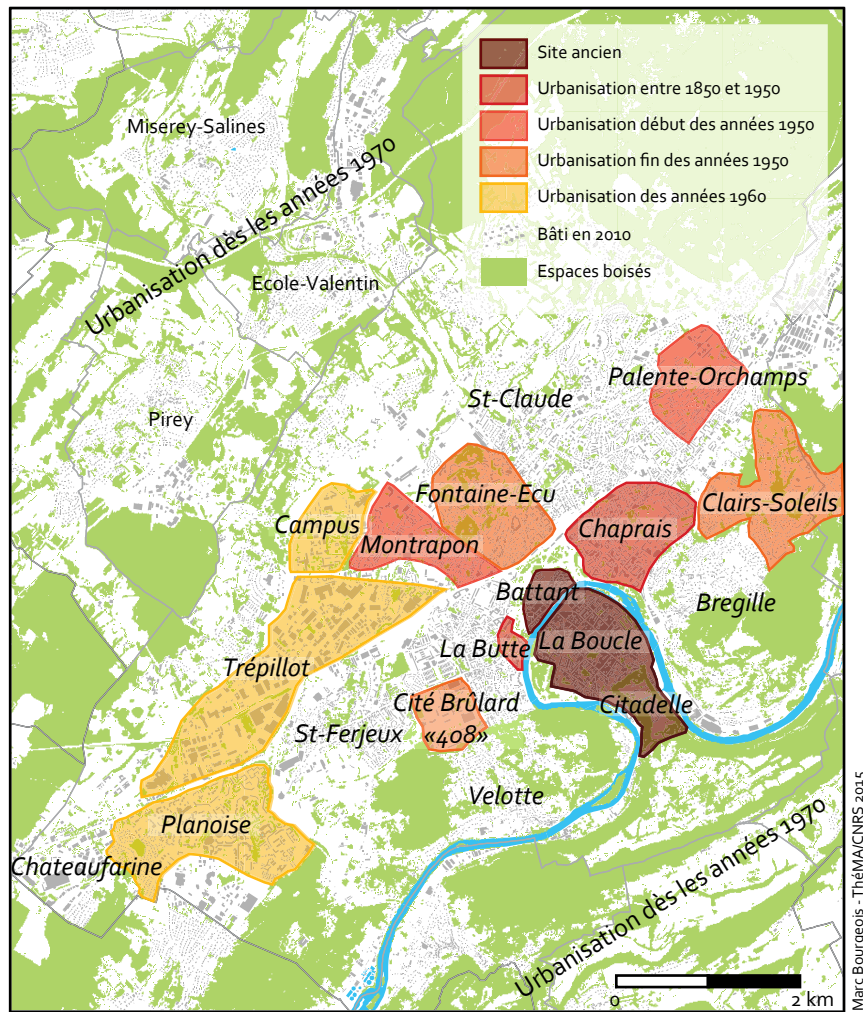 Site ancien
Urbanisation entre 1850 et 1950
Urbanisation début des années 1950
Urbanisation fin des années 1950
Urbanisation des années 1960
Bâti en 2010
Espaces boisés
Miserey-Salines
Urbanisation dès les années 1970
Ecole-Valentin
Pirey
St-Claude
Palente-Orchamps
Fontaine-Ecu
Clairs-Soleils
Campus
Montrapon
Chaprais
Battant
Bregille
La Butte
La Boucle
Trépillot
Cité Brûlard
«408»
Citadelle
St-Ferjeux
Velotte
Planoise
Chateaufarine
Urbanisation dès les années 1970
0 2 km
Marc Bourgeois - ThéMA/CNRS 2015